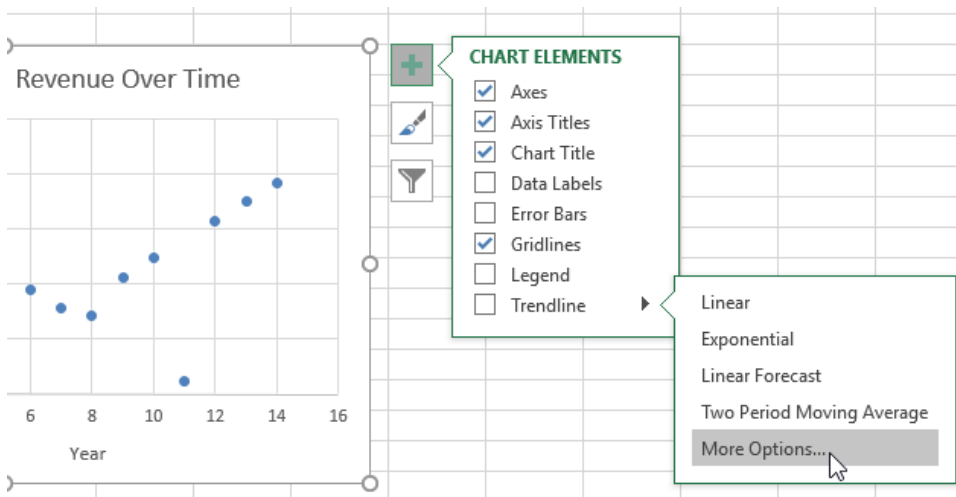 Revenue Over Time
6 8 10 12 14 16
Year
CHART ELEMENTS
Axes
Axis Titles
Chart Title
Data Labels
Error Bars
Gridlines
Legend
Trendline
Linear
Exponential
Linear Forecast
Two Period Moving Average
More Options...